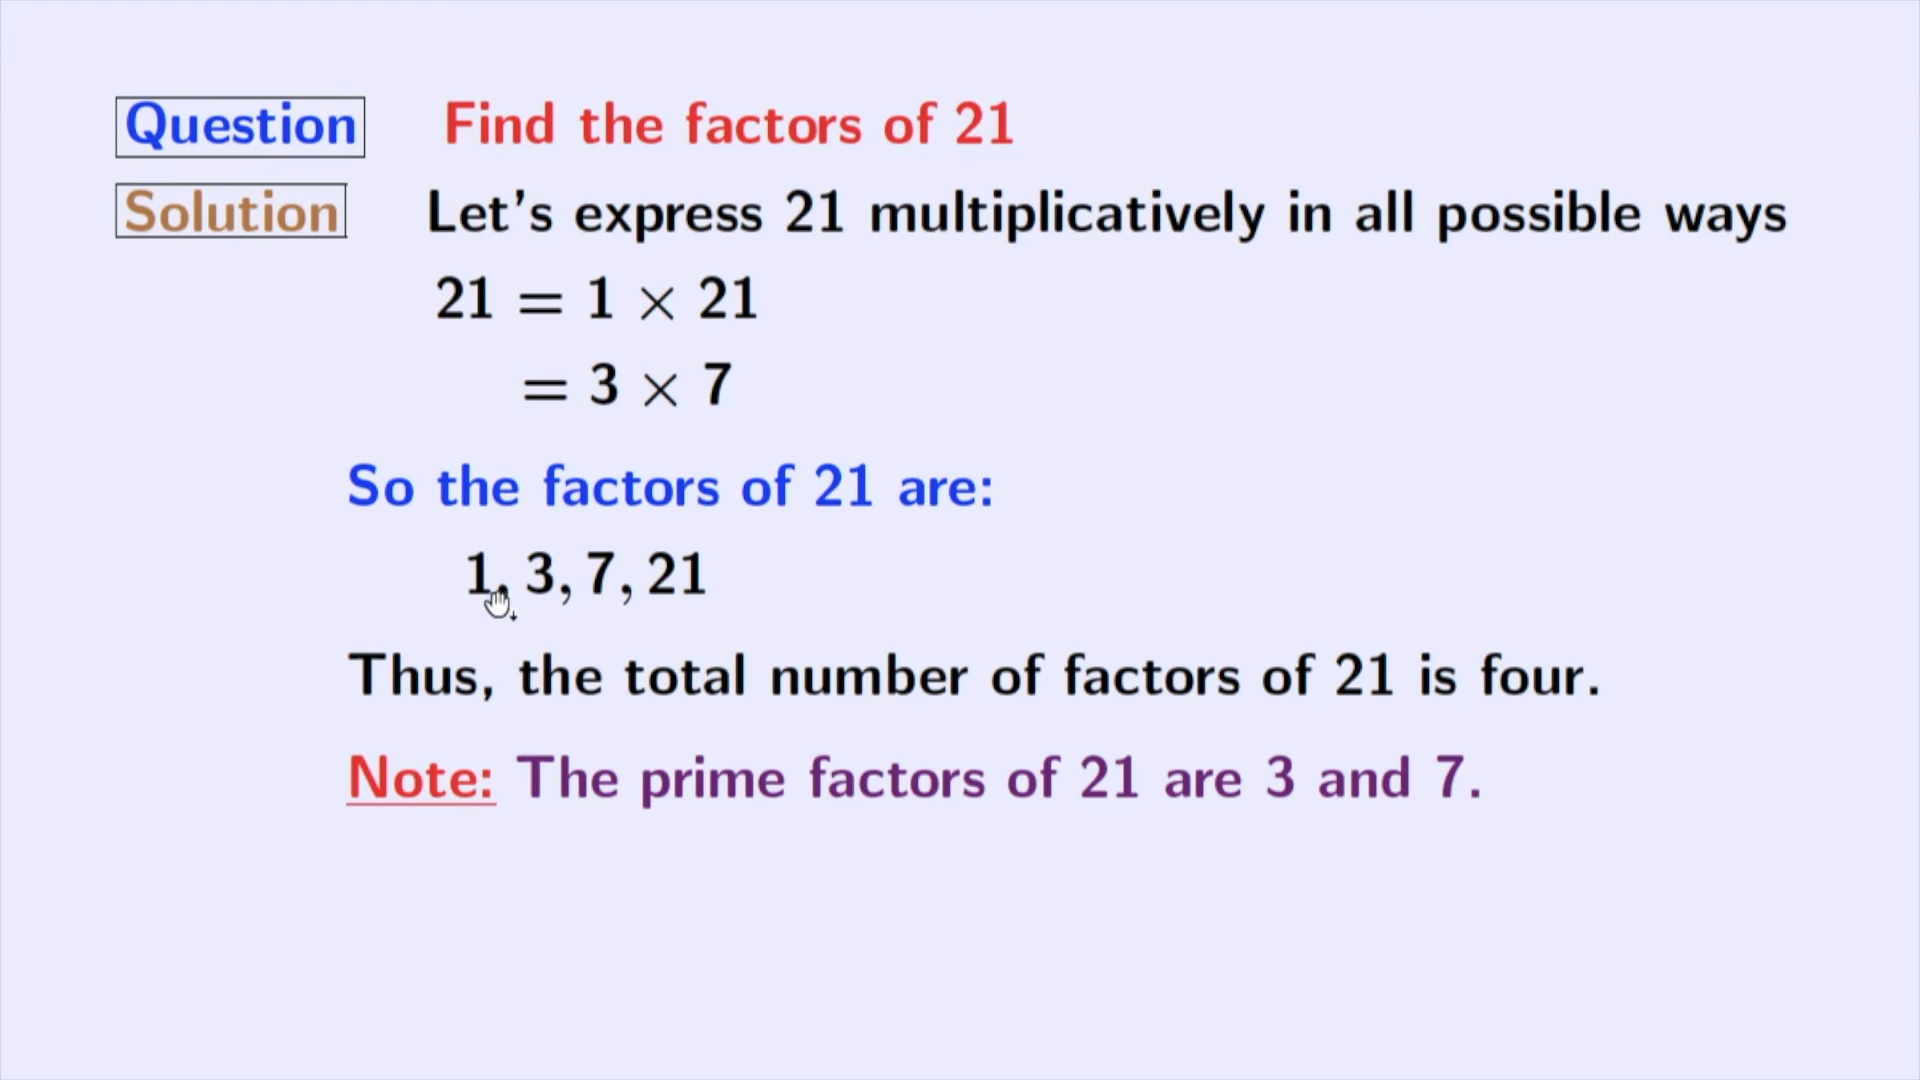 Question Find the factors of 21
Solution Let's express 21 multiplicatively in all possible ways
21 = 1 × 21
= 3 × 7
So the factors of 21 are:
1, 3, 7, 21
Thus, the total number of factors of 21 is four.
Note: The prime factors of 21 are 3 and 7.